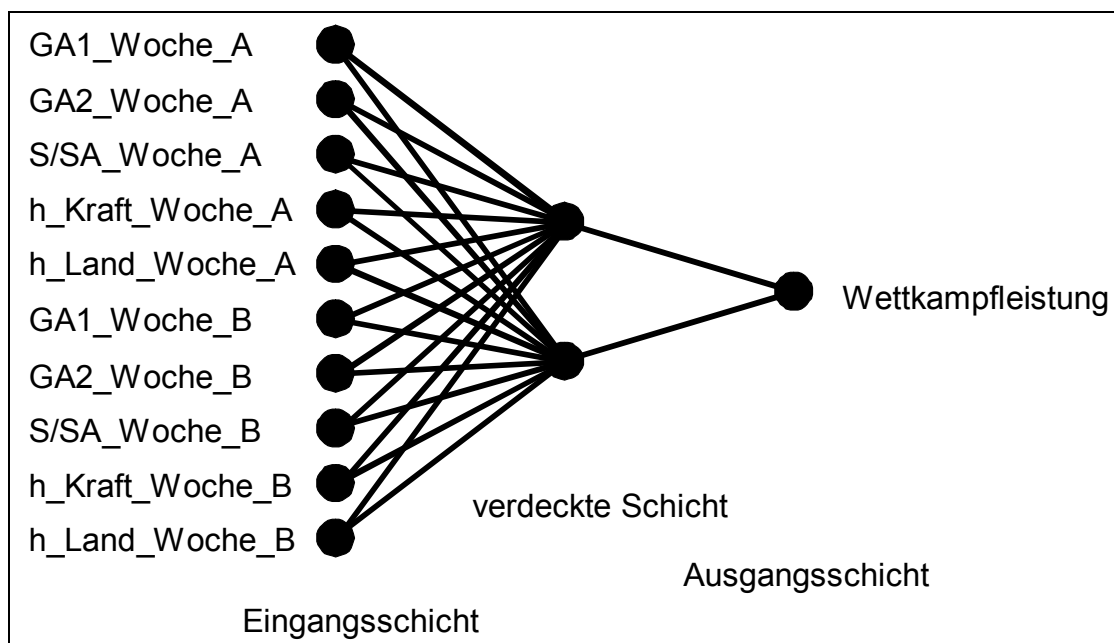 GA1_Woche_A
GA2_Woche_A
S/SA_Woche_A
h_Kraft_Woche_A
h_Land_Woche_A
GA1_Woche_B
GA2_Woche_B
S/SA_Woche_B
h_Kraft_Woche_B
h_Land_Woche_B
Wettkampfleistung
verdeckte Schicht
Ausgangsschicht
Eingangsschicht